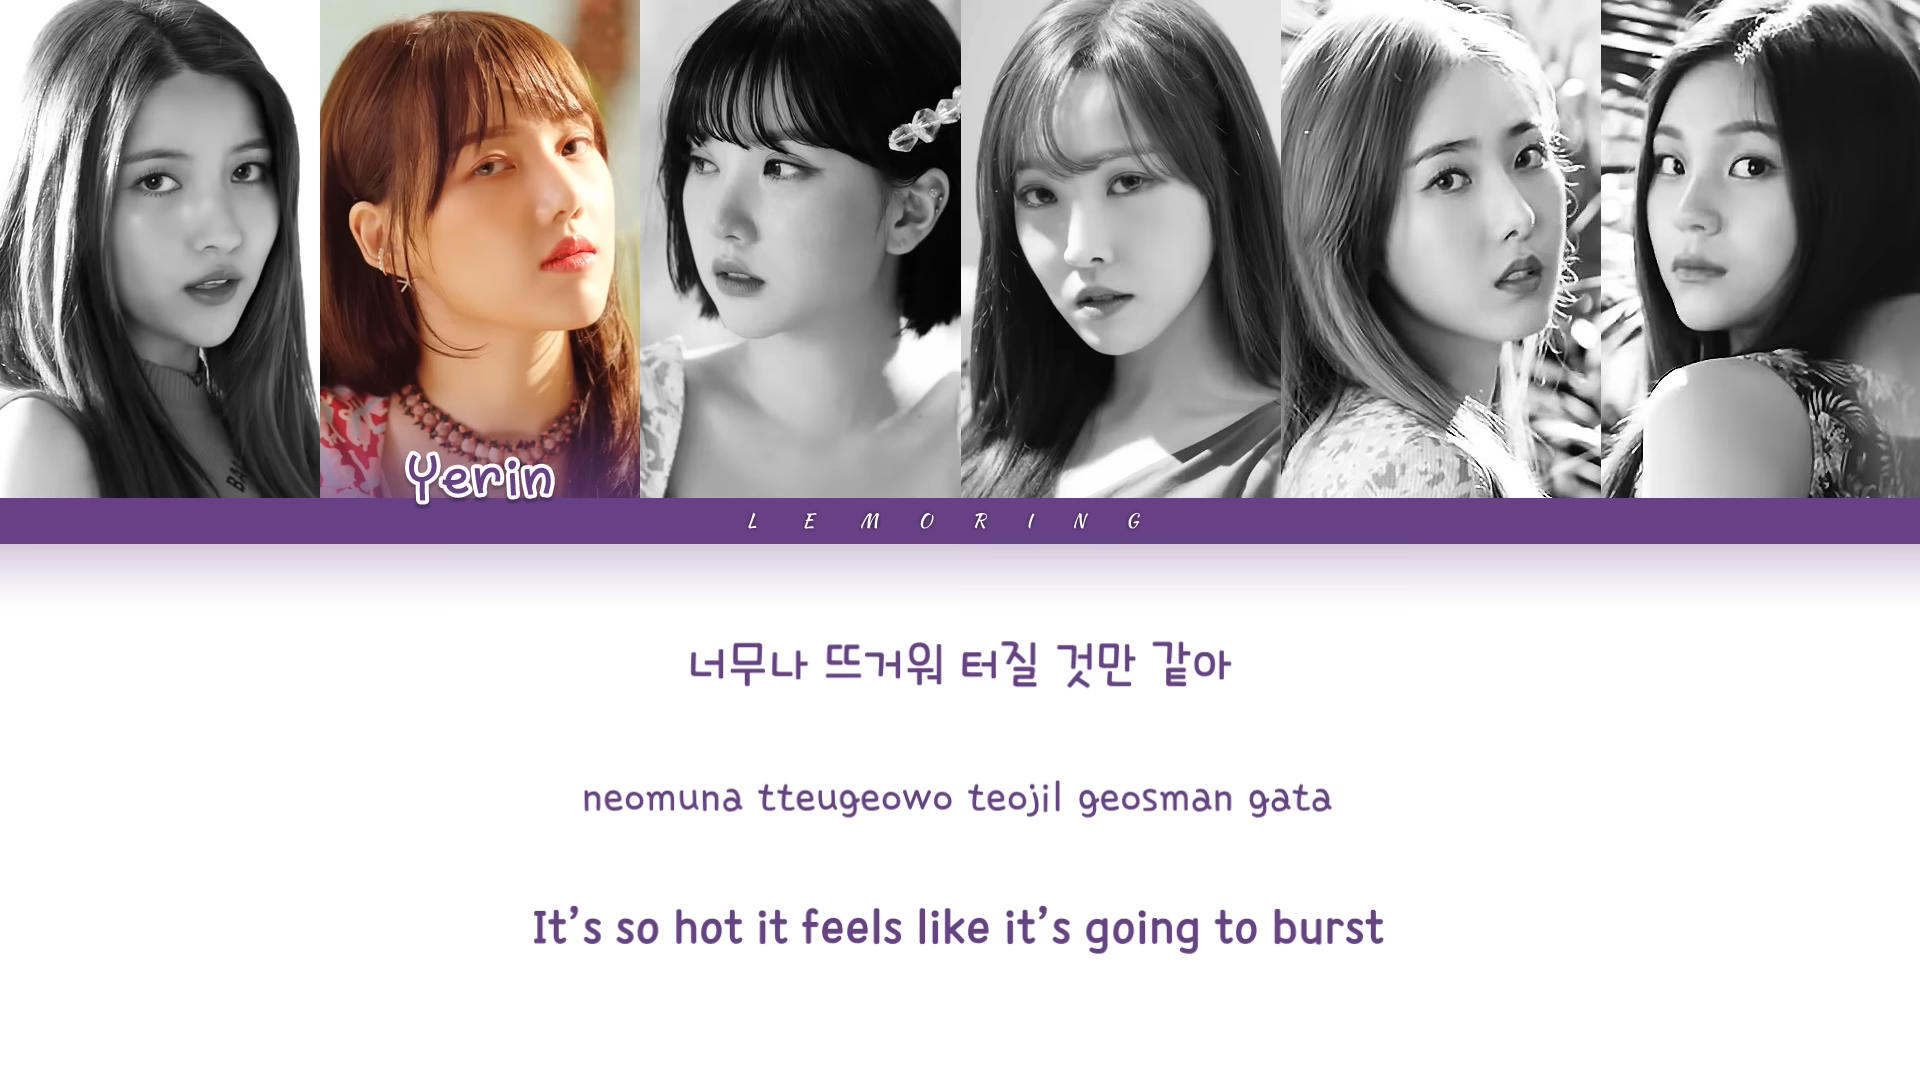 Yerin
LEMORING
너무나 뜨거워 터질 것만 같아
neomuna tteugeowo teojil geosman gata
It’s so hot it feels like it’s going to burst